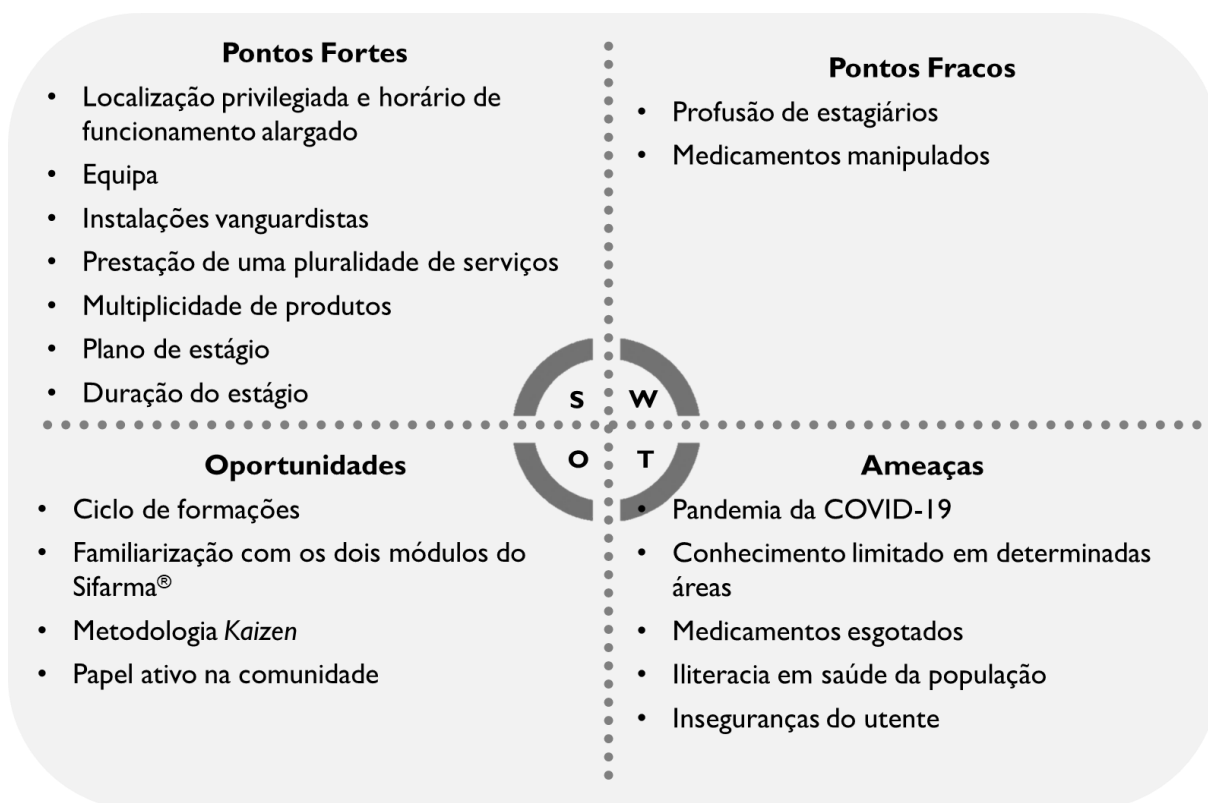 Pontos Fortes
• Localização privilegiada e horário de
funcionamento alargado
• Equipa
• Instalações vanguardistas
• Prestação de uma pluralidade de serviços
• Multiplicidade de produtos
• Plano de estágio
• Duração do estágio
Pontos Fracos
• Profusão de estagiários
• Medicamentos manipulados
S W
O T
Oportunidades
• Ciclo de formações
• Familiarização com os dois módulos do
Sifarma®
• Metodologia Kaizen
• Papel ativo na comunidade
Ameaças
• Pandemia da COVID-19
• Conhecimento limitado em determinadas
áreas
• Medicamentos esgotados
• Iliteracia em saúde da população
• Inseguranças do utente